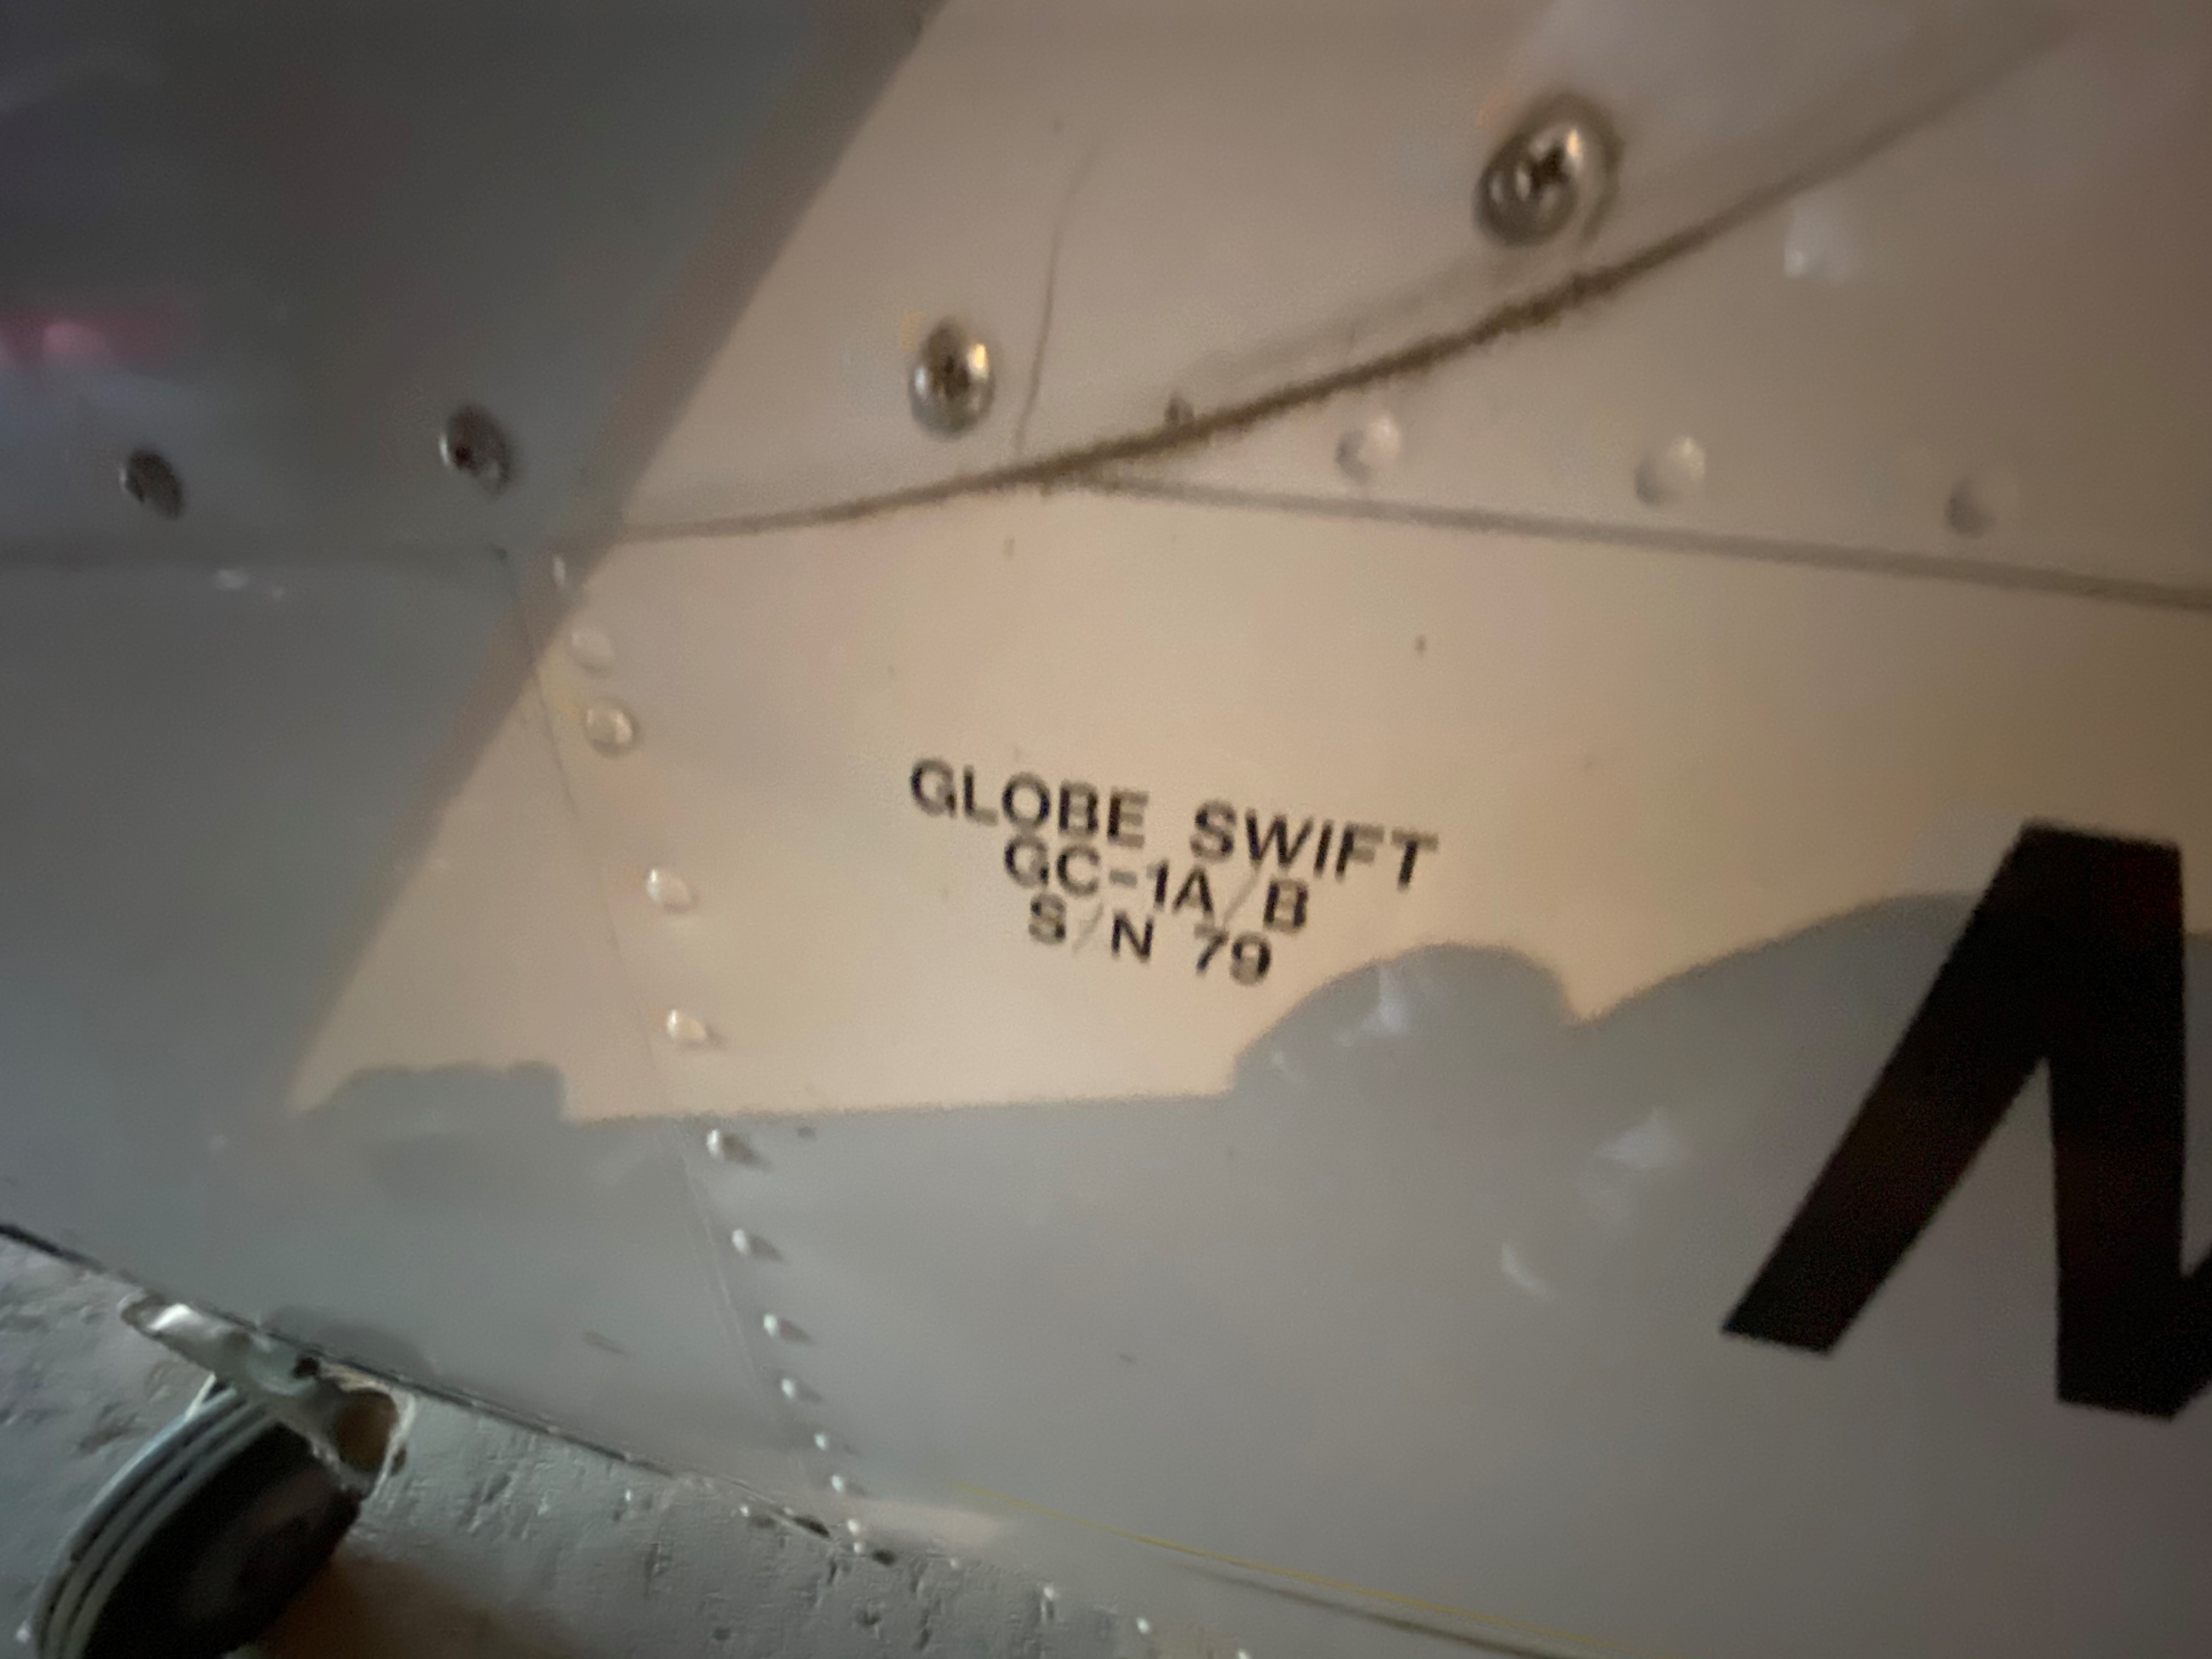 GLOBE SWIFT
GC-1A/B
S/N 79
N